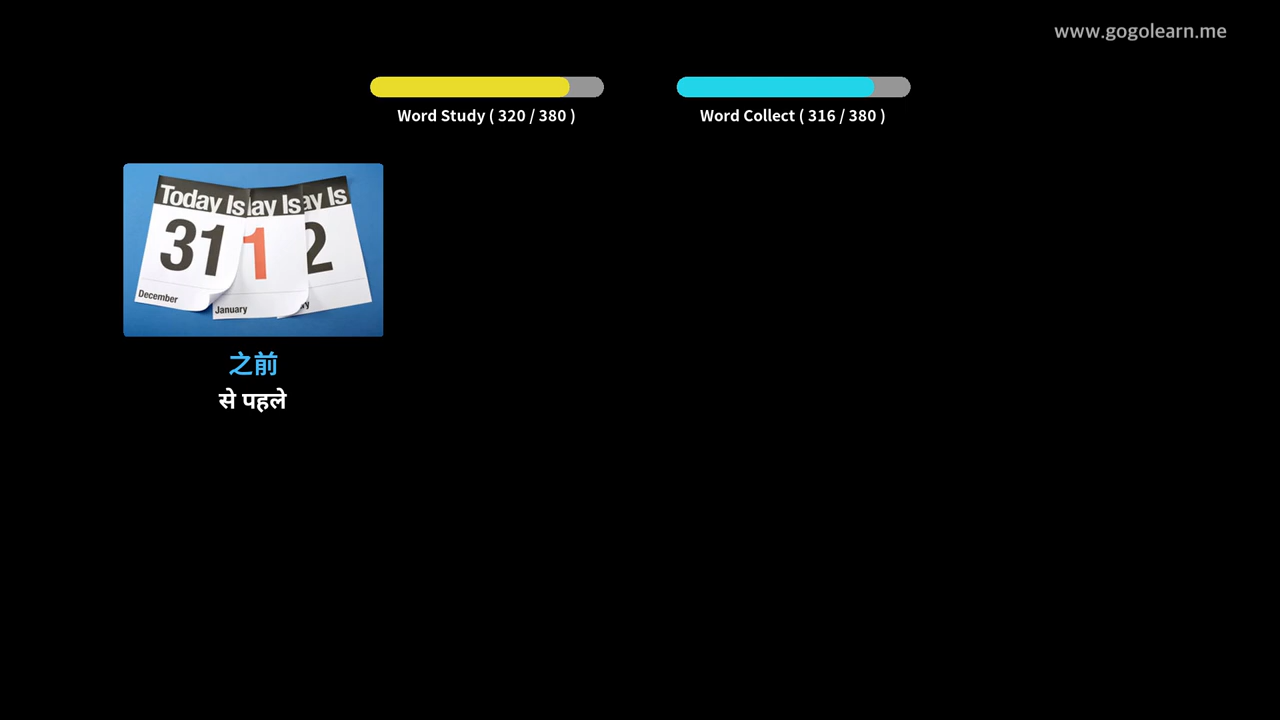 www.gogolearn.me
Word Study ( 320 / 380 )
Word Collect ( 316 / 380 )
Today Is
ay Is
ay Is
31
1
2
December
January
之前
से पहले